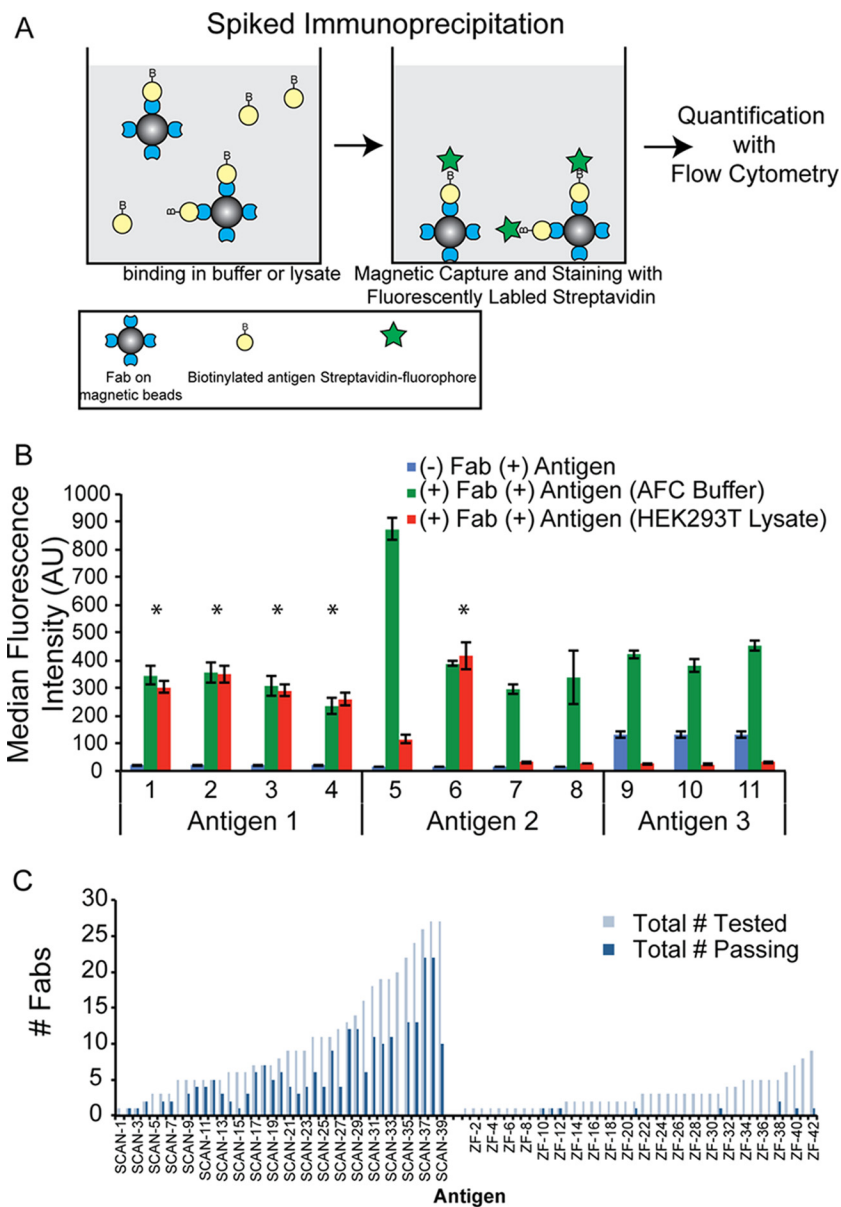 A
Spiked Immunoprecipitation
B
B
B
B
B
B
B
B
B
B
Quantification
with
Flow Cytometry
binding in buffer or lysate
Magnetic Capture and Staining with
Fluorescently Labled Streptavidin
B
Fab on
magnetic beads
Biotinylated antigen
Streptavidin-fluorophore
B
(-) Fab (+) Antigen
(+) Fab (+) Antigen (AFC Buffer)
(+) Fab (+) Antigen (HEK293T Lysate)
Median Fluorescence
Intensity (AU)
1000
900
800
700
600
500
400
300
200
100
0
* * * * *
1 2 3 4 5 6 7 8 9 10 11
Antigen 1 Antigen 2 Antigen 3
C
# Fabs
30
25
20
15
10
5
0
Total # Tested
Total # Passing
SCAN-1
SCAN-3
SCAN-5
SCAN-7
SCAN-9
SCAN-11
SCAN-13
SCAN-15
SCAN-17
SCAN-19
SCAN-21
SCAN-23
SCAN-25
SCAN-27
SCAN-29
SCAN-31
SCAN-33
SCAN-35
SCAN-37
SCAN-39
ZF-2
ZF-4
ZF-6
ZF-8
ZF-10
ZF-12
ZF-14
ZF-16
ZF-18
ZF-20
ZF-22
ZF-24
ZF-26
ZF-28
ZF-30
ZF-32
ZF-34
ZF-36
ZF-38
ZF-40
ZF-42
Antigen